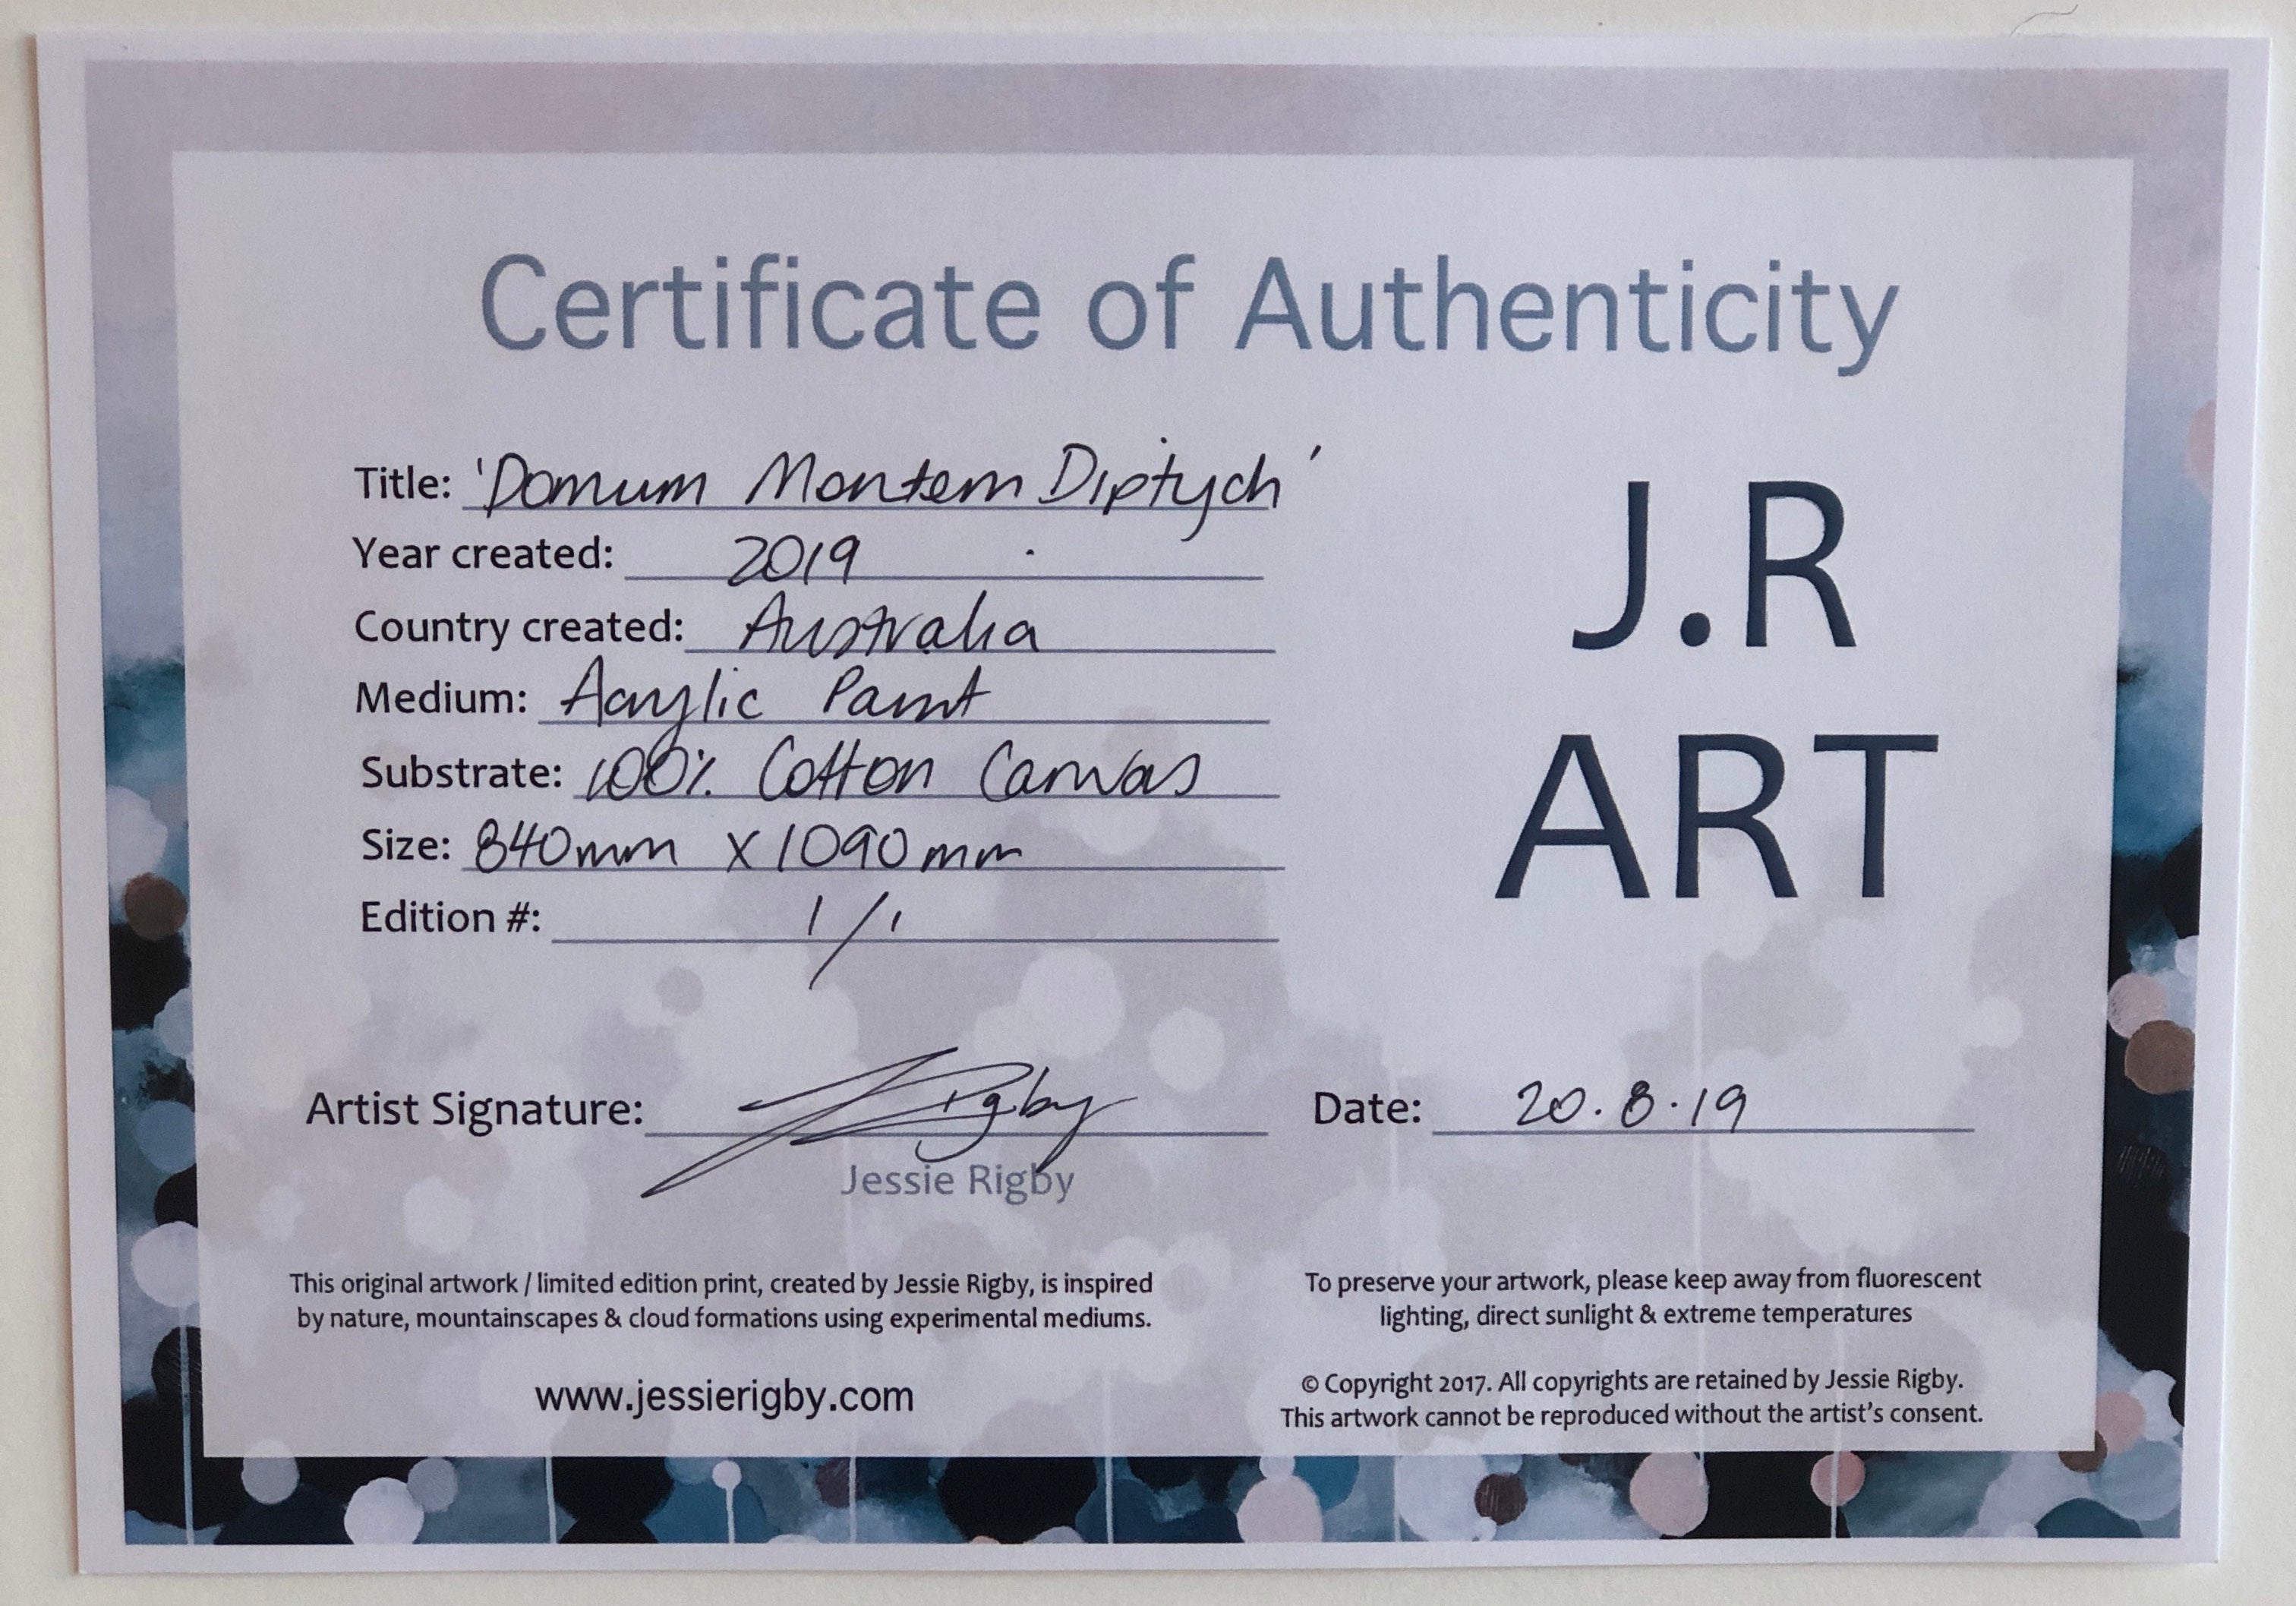 Certificate of Authenticity
Title: 'Domum Montem Diptych'
Year created: 2019
Country created: Australia
Medium: Acrylic Paint
Substrate: 100% Cotton Canvas
Size: 840mm x 1090mm
Edition #: 1/1
J.R
ART
Artist Signature: J Rigby
Jessie Rigby
Date: 20.8.19
This original artwork / limited edition print, created by Jessie Rigby, is inspired
by nature, mountainscapes & cloud formations using experimental mediums.
www.jessierigby.com
To preserve your artwork, please keep away from fluorescent
lighting, direct sunlight & extreme temperatures
© Copyright 2017. All copyrights are retained by Jessie Rigby.
This artwork cannot be reproduced without the artist's consent.